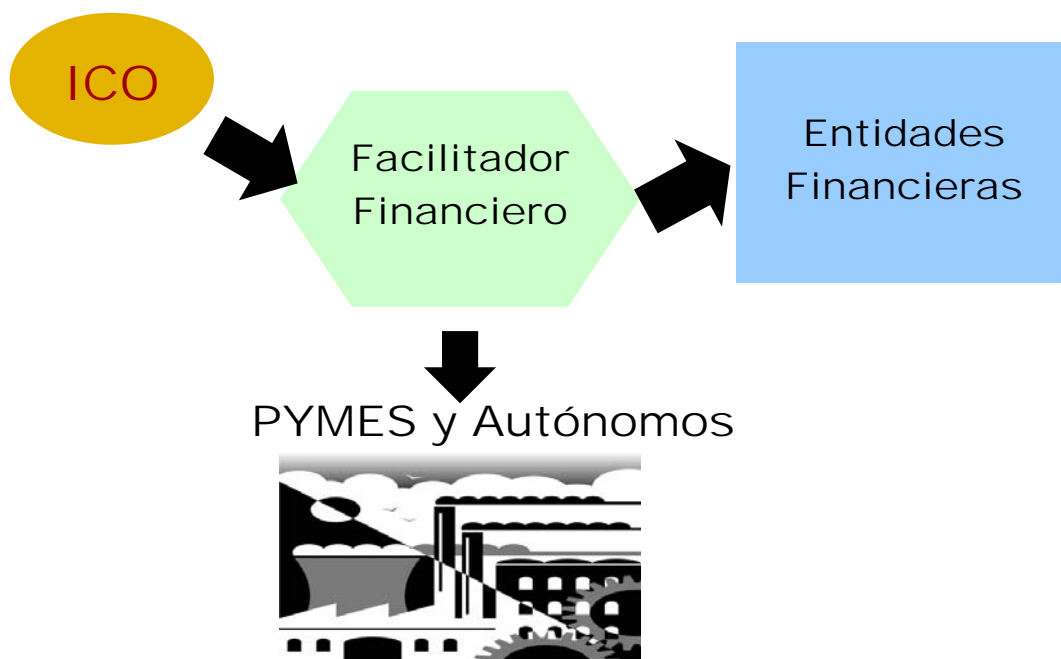 ICO
Facilitador
Financiero
Entidades
Financieras
PYMES y Autónomos